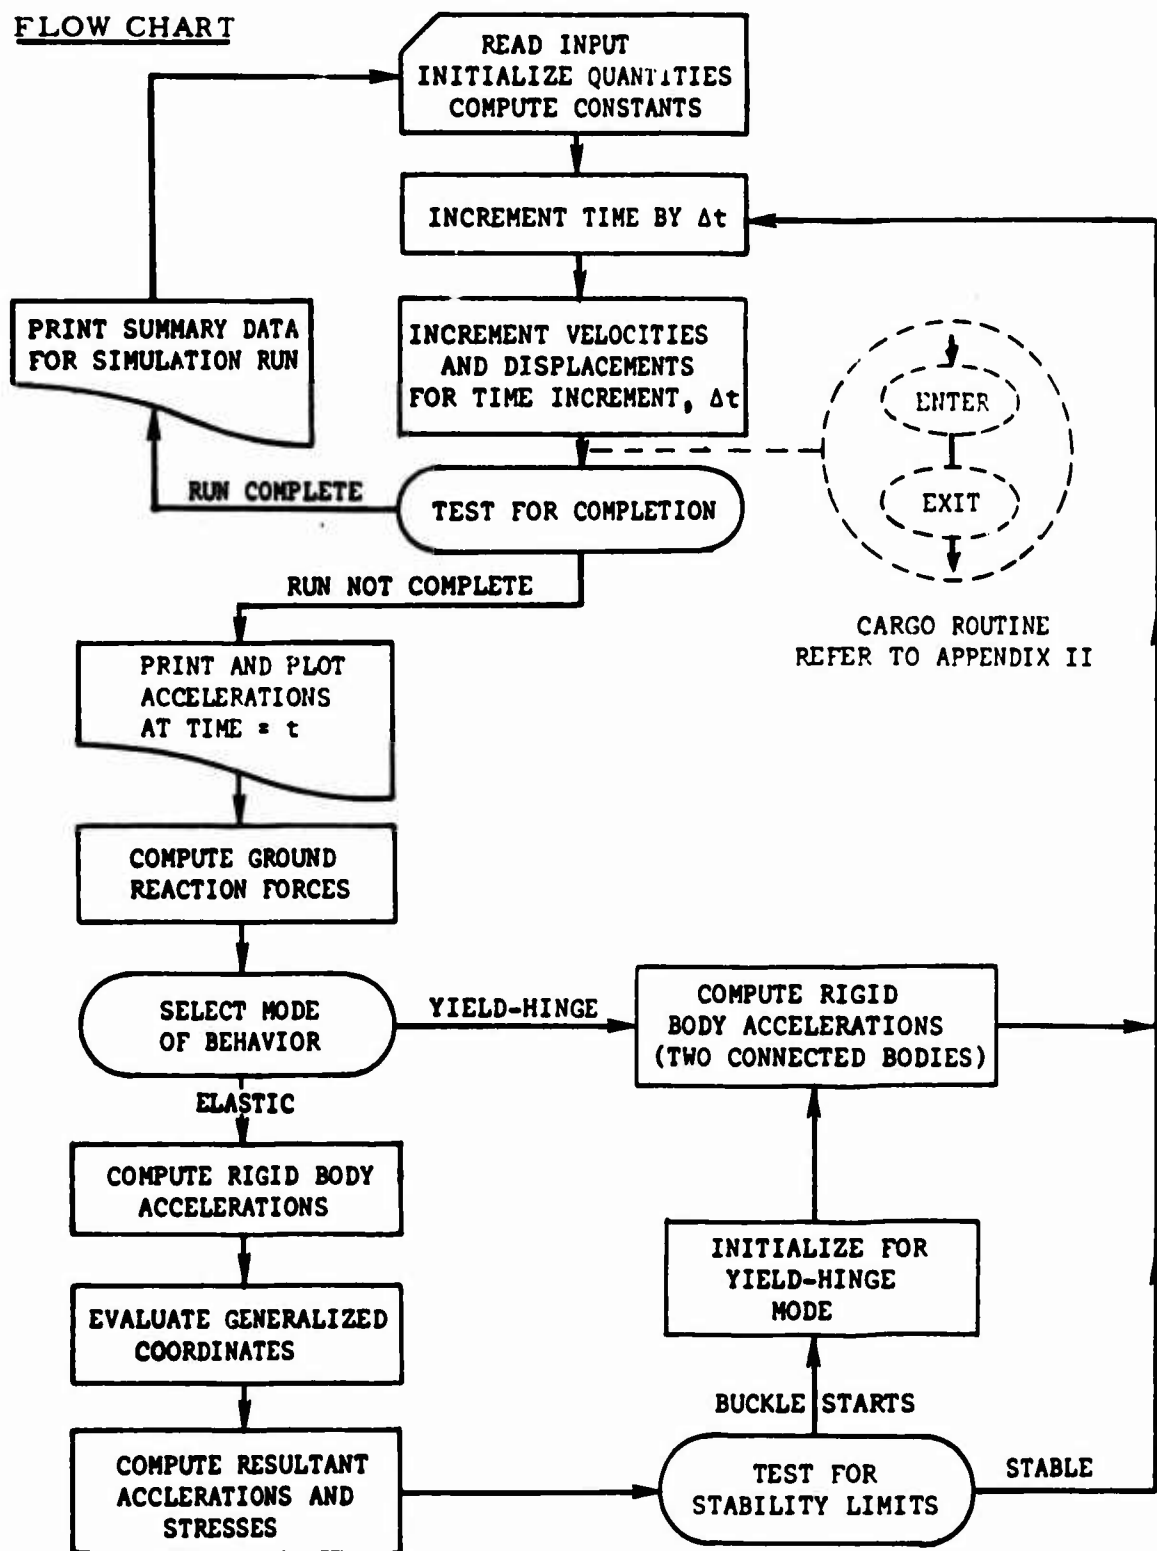 FLOW CHART
READ INPUT
INITIALIZE QUANTITIES
COMPUTE CONSTANTS
INCREMENT TIME BY Δt
PRINT SUMMARY DATA
FOR SIMULATION RUN
INCREMENT VELOCITIES
AND DISPLACEMENTS
FOR TIME INCREMENT, Δt
ENTER
EXIT
RUN COMPLETE
TEST FOR COMPLETION
RUN NOT COMPLETE
CARGO ROUTINE
REFER TO APPENDIX II
PRINT AND PLOT
ACCELERATIONS
AT TIME = t
COMPUTE GROUND
REACTION FORCES
SELECT MODE
OF BEHAVIOR
YIELD-HINGE
COMPUTE RIGID
BODY ACCELERATIONS
(TWO CONNECTED BODIES)
ELASTIC
COMPUTE RIGID BODY
ACCELERATIONS
INITIALIZE FOR
YIELD-HINGE
MODE
EVALUATE GENERALIZED
COORDINATES
BUCKLE STARTS
COMPUTE RESULTANT
ACCLERATIONS AND
STRESSES
TEST FOR
STABILITY LIMITS
STABLE